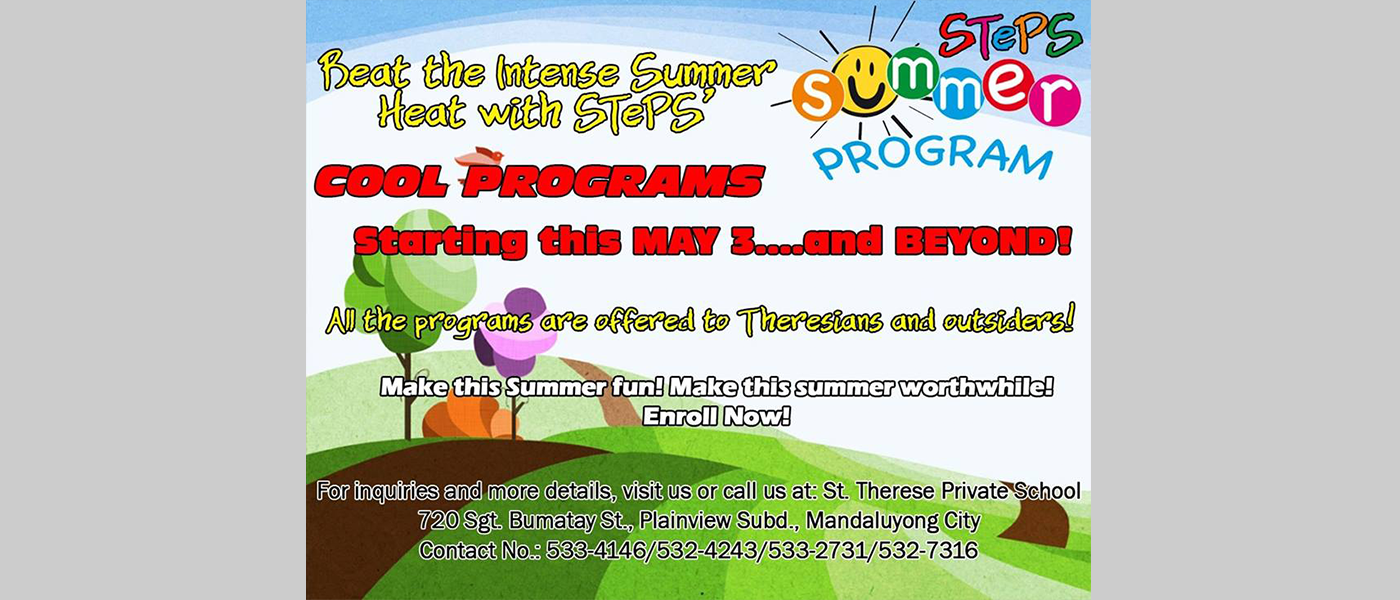 Beat the Intense Summer
Heat with STePS'
STePS
Summer
PROGRAM
COOL PROGRAMS
Starting this MAY 3....and BEYOND!
All the programs are offered to Theresians and outsiders!
Make this Summer fun! Make this summer worthwhile!
Enroll Now!
For inquiries and more details, visit us or call us at: St. Therese Private School
720 Sgt. Bumatay St., Plainview Subd., Mandaluyong City
Contact No.: 533-4146/532-4243/533-2731/532-7316